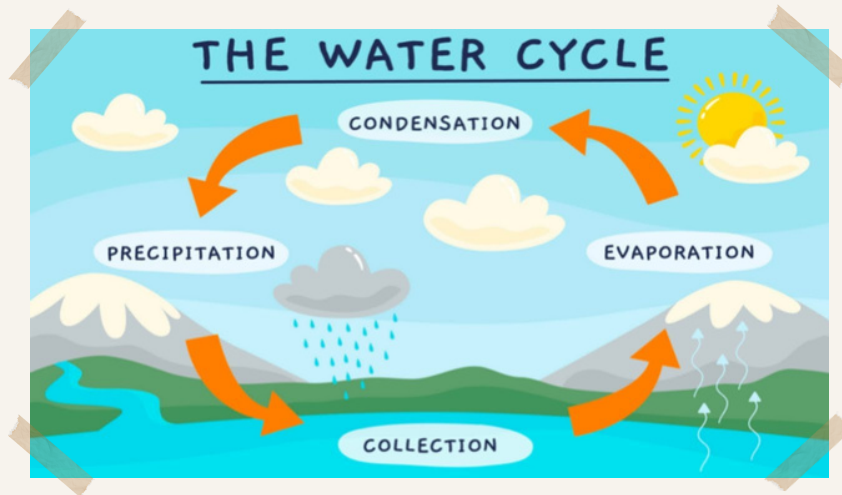 THE WATER CYCLE
CONDENSATION
PRECIPITATION
EVAPORATION
COLLECTION